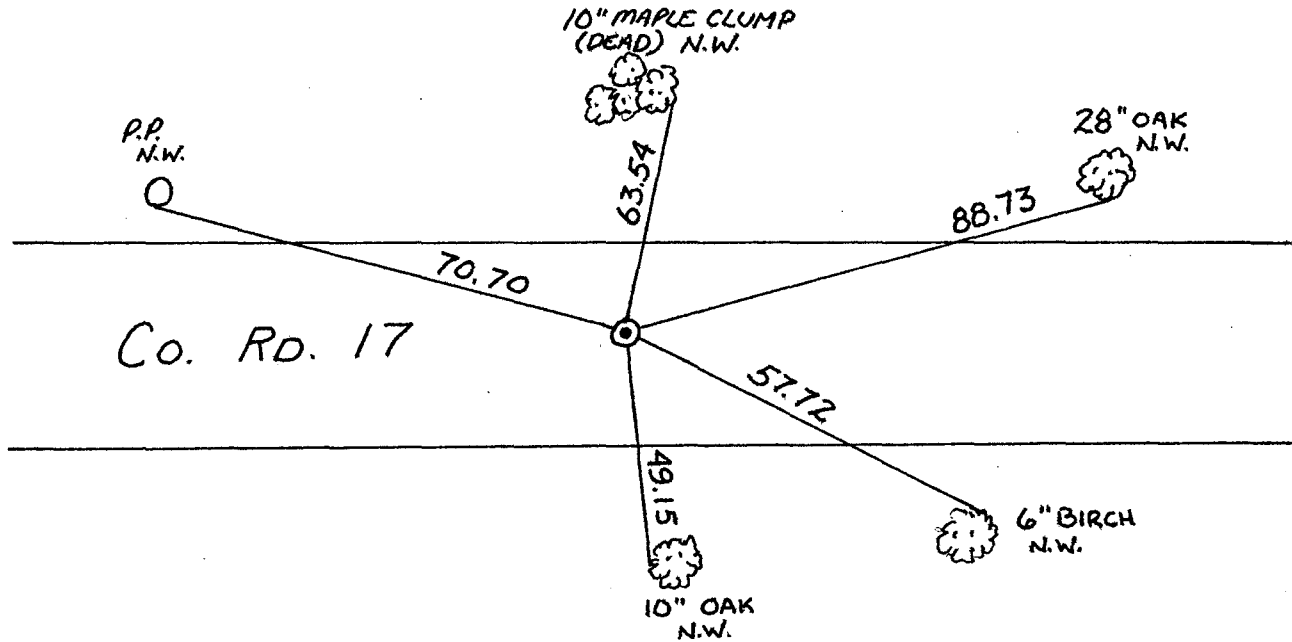 10" MAPLE CLUMP
(DEAD) N.W.
P.P.
N.W.
28" OAK
N.W.
63.54
88.73
70.70
Co. RD. 17
57.72
49.15
6" BIRCH
N.W.
10" OAK
N.W.